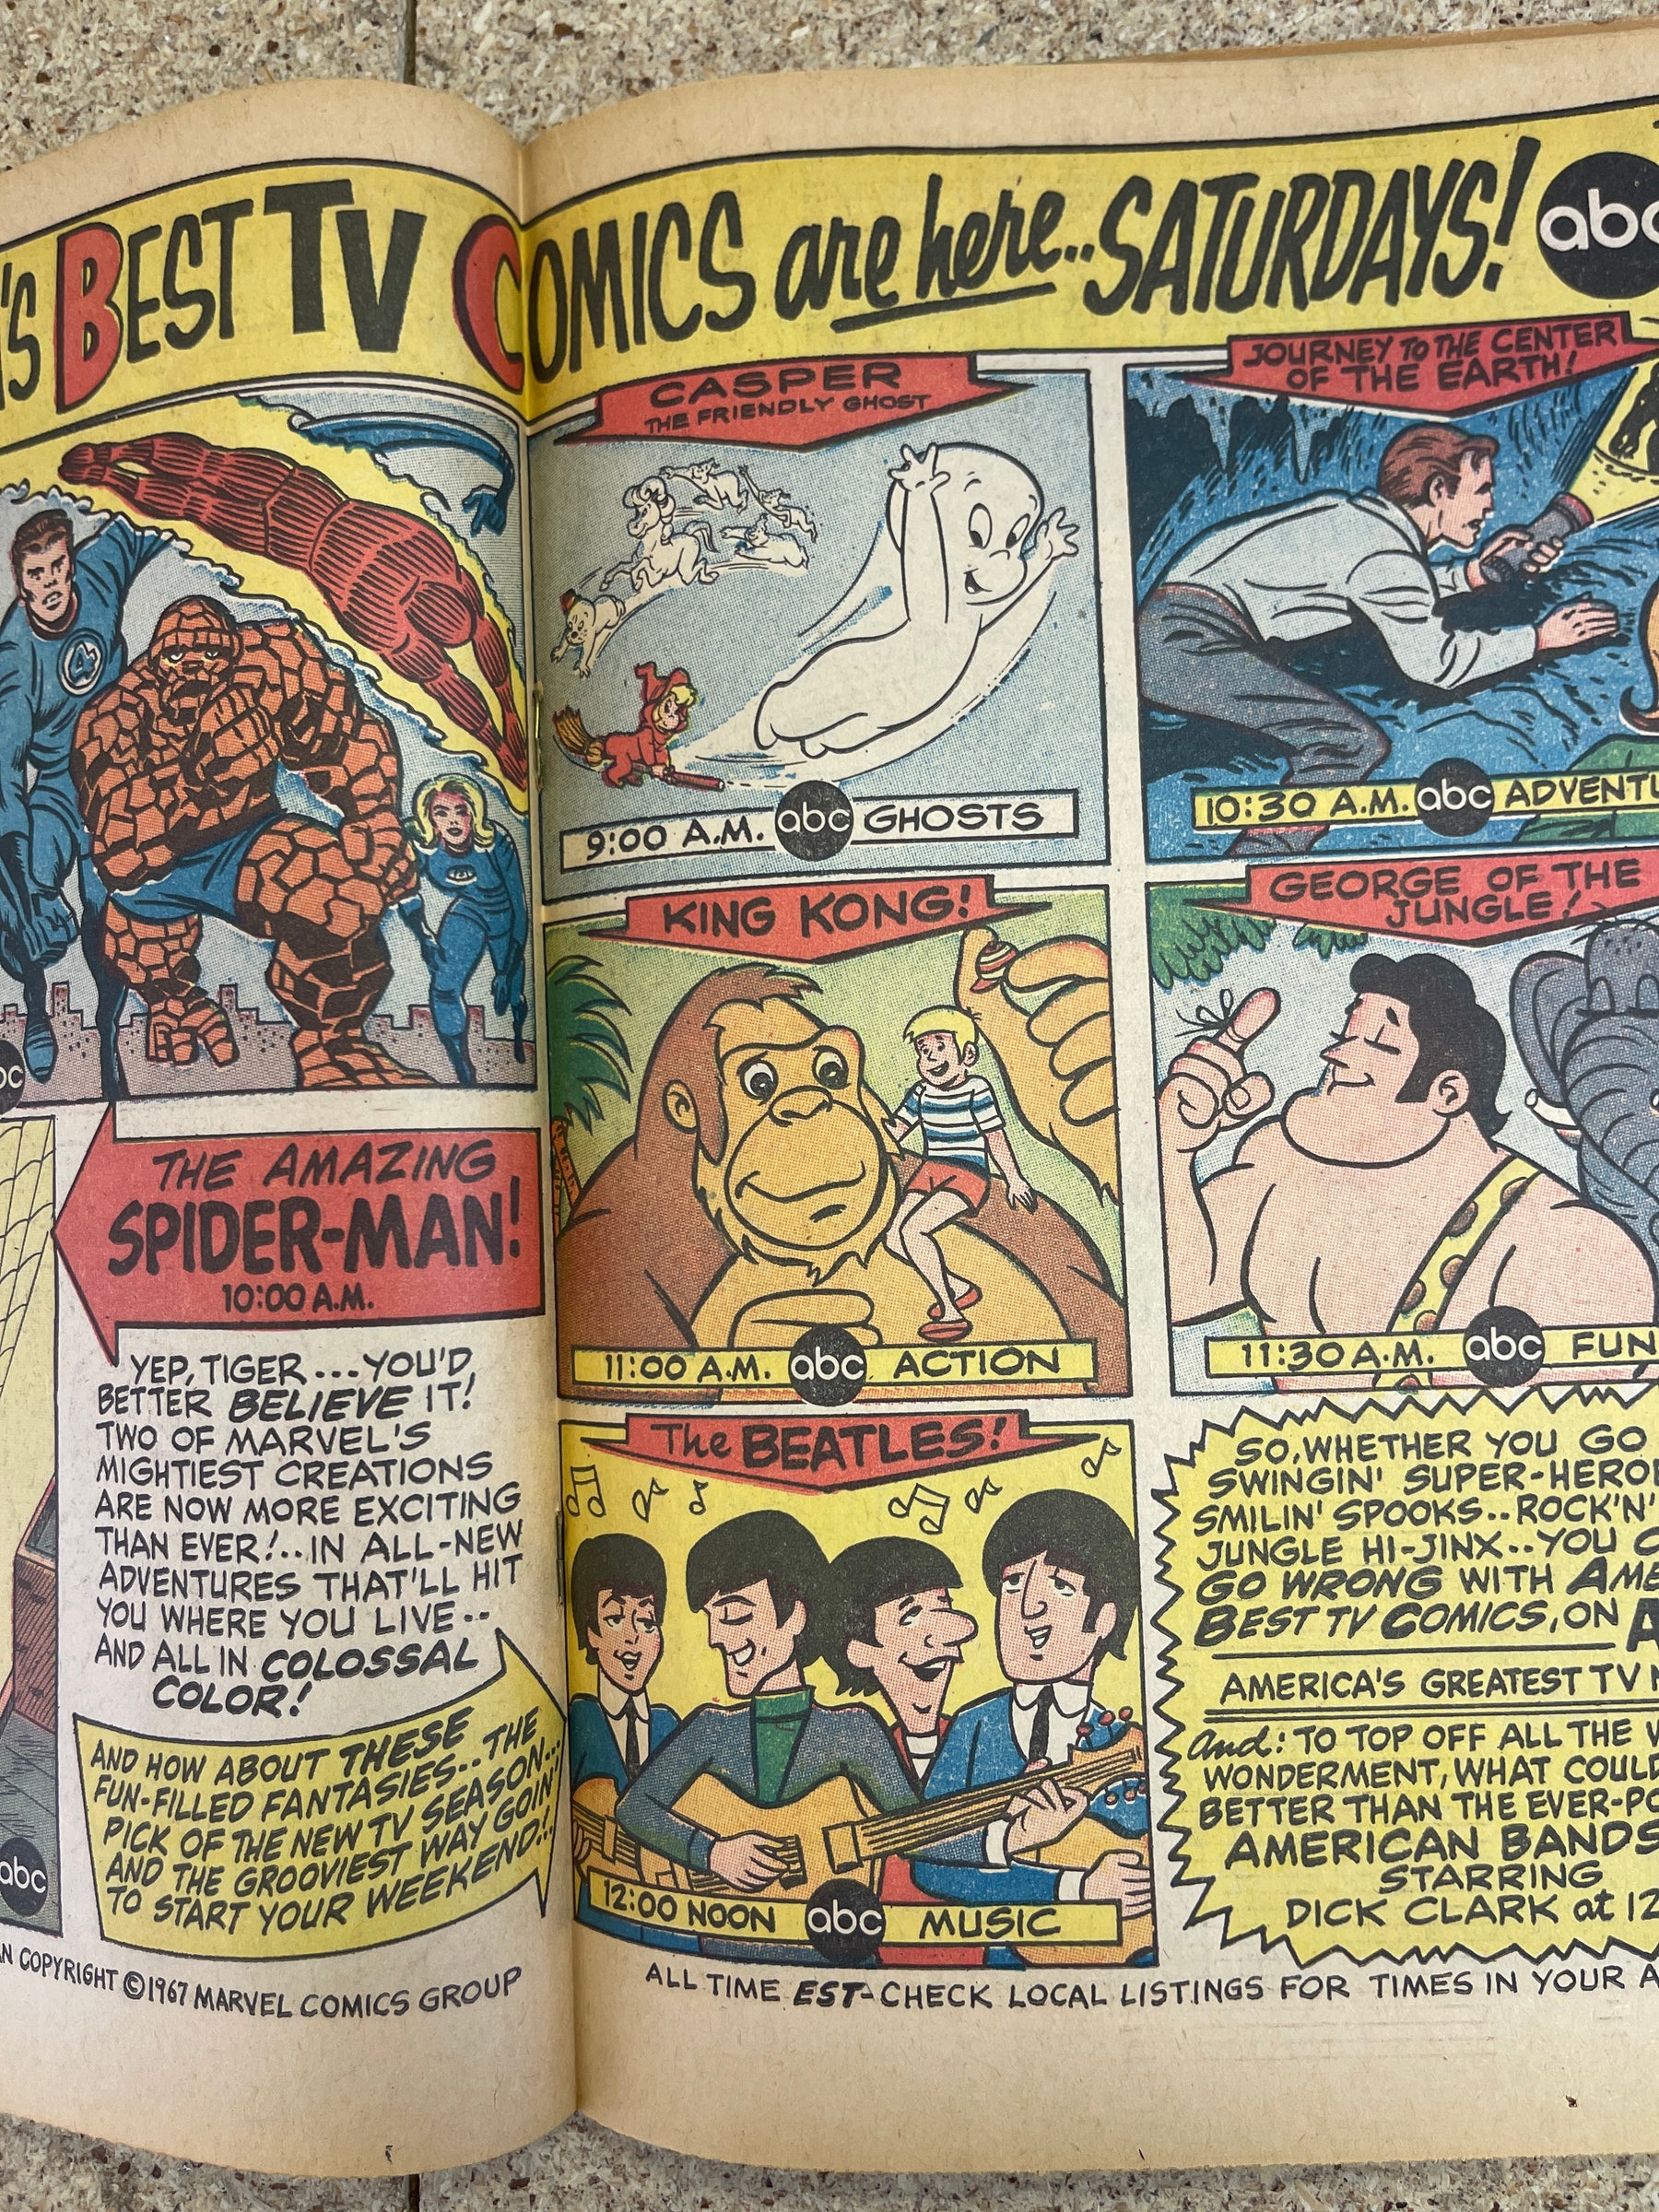 'S BEST TV COMICS are here..SATURDAYS! abc
4
abc
THE AMAZING
SPIDER-MAN!
10:00 A.M.
YEP, TIGER...YOU'D
BETTER BELIEVE IT!
TWO OF MARVEL'S
MIGHTIEST CREATIONS
ARE NOW MORE EXCITING
THAN EVER!..IN ALL-NEW
ADVENTURES THAT'LL HIT
YOU WHERE YOU LIVE--
AND ALL IN COLOSSAL
COLOR!
AND HOW ABOUT THESE
FUN-FILLED FANTASIES..THE
PICK OF THE NEW TV SEASON...
AND THE GROOVIEST WAY GOIN'
TO START YOUR WEEKEND!!
abc
COPYRIGHT ©1967 MARVEL COMICS GROUP
CASPER
THE FRIENDLY GHOST
9:00 A.M. abc GHOSTS
JOURNEY TO THE CENTER
OF THE EARTH!
10:30 A.M. abc ADVENTU
KING KONG!
11:00 A.M. abc ACTION
GEORGE OF THE
JUNGLE!
11:30 A.M. abc FUN
The BEATLES!
12:00 NOON abc MUSIC
SO, WHETHER YOU GO
SWINGIN' SUPER-HERO
SMILIN' SPOOKS..ROCK'N'
JUNGLE HI-JINX..YOU C
GO WRONG WITH AME
BEST TV COMICS, ON A
AMERICA'S GREATEST TV
And: TO TOP OFF ALL THE
WONDERMENT, WHAT COULD
BETTER THAN THE EVER-PO
AMERICAN BANDS
STARRING
DICK CLARK at 12
ALL TIME EST-CHECK LOCAL LISTINGS FOR TIMES IN YOUR A